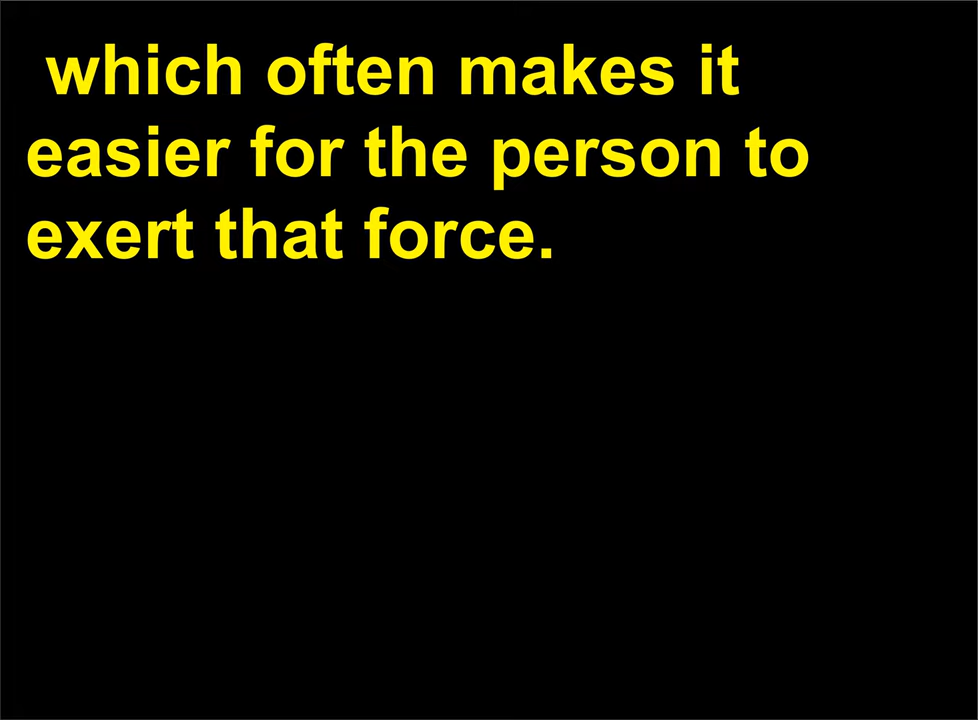 which often makes it
easier for the person to
exert that force.